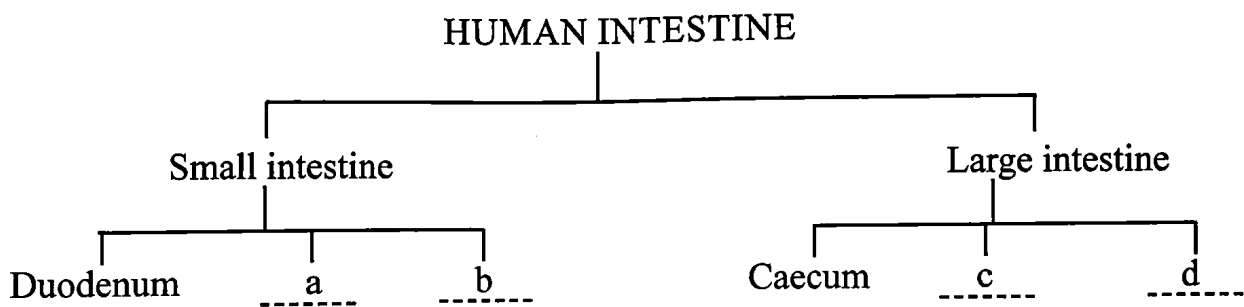 HUMAN INTESTINE
Small intestine Large intestine
Duodenum a b Caecum c d